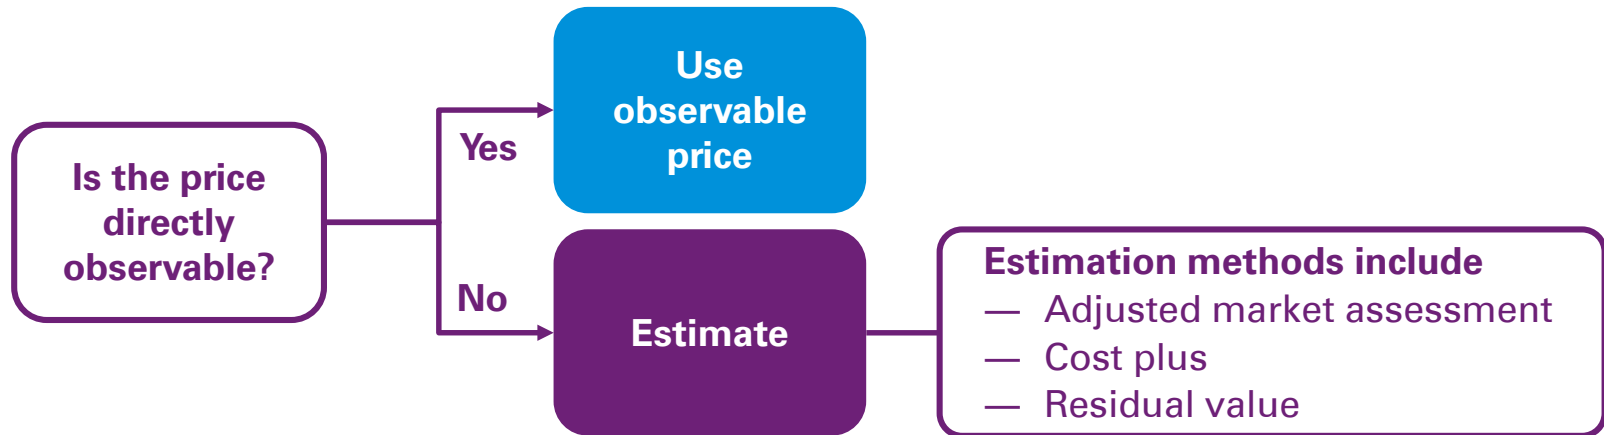 Is the price
directly
observable?
Yes
Use
observable
price
No
Estimate
Estimation methods include
— Adjusted market assessment
— Cost plus
— Residual value